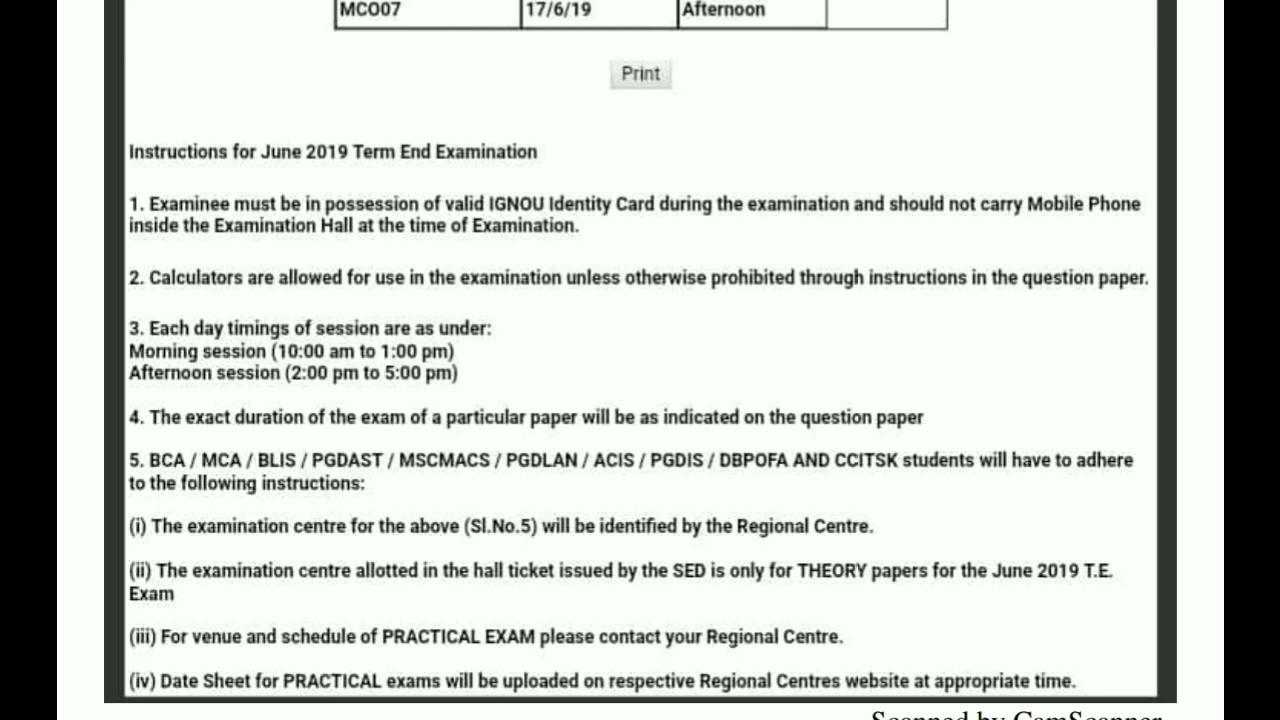 MCO07 17/6/19 Afternoon
Print
Instructions for June 2019 Term End Examination
1. Examinee must be in possession of valid IGNOU Identity Card during the examination and should not carry Mobile Phone
inside the Examination Hall at the time of Examination.
2. Calculators are allowed for use in the examination unless otherwise prohibited through instructions in the question paper.
3. Each day timings of session are as under:
Morning session (10:00 am to 1:00 pm)
Afternoon session (2:00 pm to 5:00 pm)
4. The exact duration of the exam of a particular paper will be as indicated on the question paper
5. BCA / MCA / BLIS / PGDAST / MSCMACS / PGDLAN / ACIS / PGDIS / DBPOFA AND CCITSK students will have to adhere
to the following instructions:
(i) The examination centre for the above (Sl.No.5) will be identified by the Regional Centre.
(ii) The examination centre allotted in the hall ticket issued by the SED is only for THEORY papers for the June 2019 T.E.
Exam
(iii) For venue and schedule of PRACTICAL EXAM please contact your Regional Centre.
(iv) Date Sheet for PRACTICAL exams will be uploaded on respective Regional Centres website at appropriate time.
Scanned by CamScanner